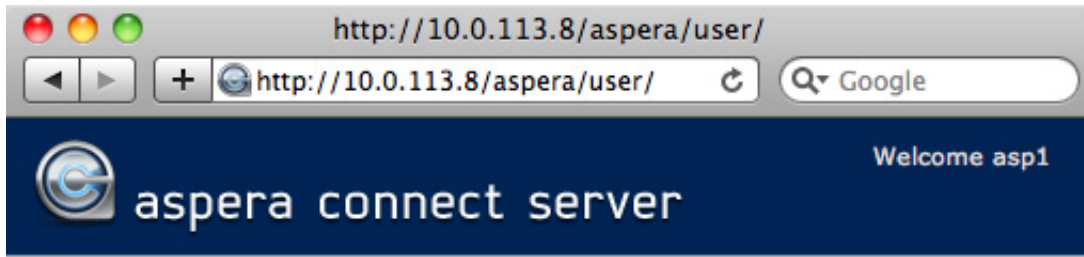 http://10.0.113.8/aspera/user/
http://10.0.113.8/aspera/user/
Google
Welcome asp1
aspera connect server